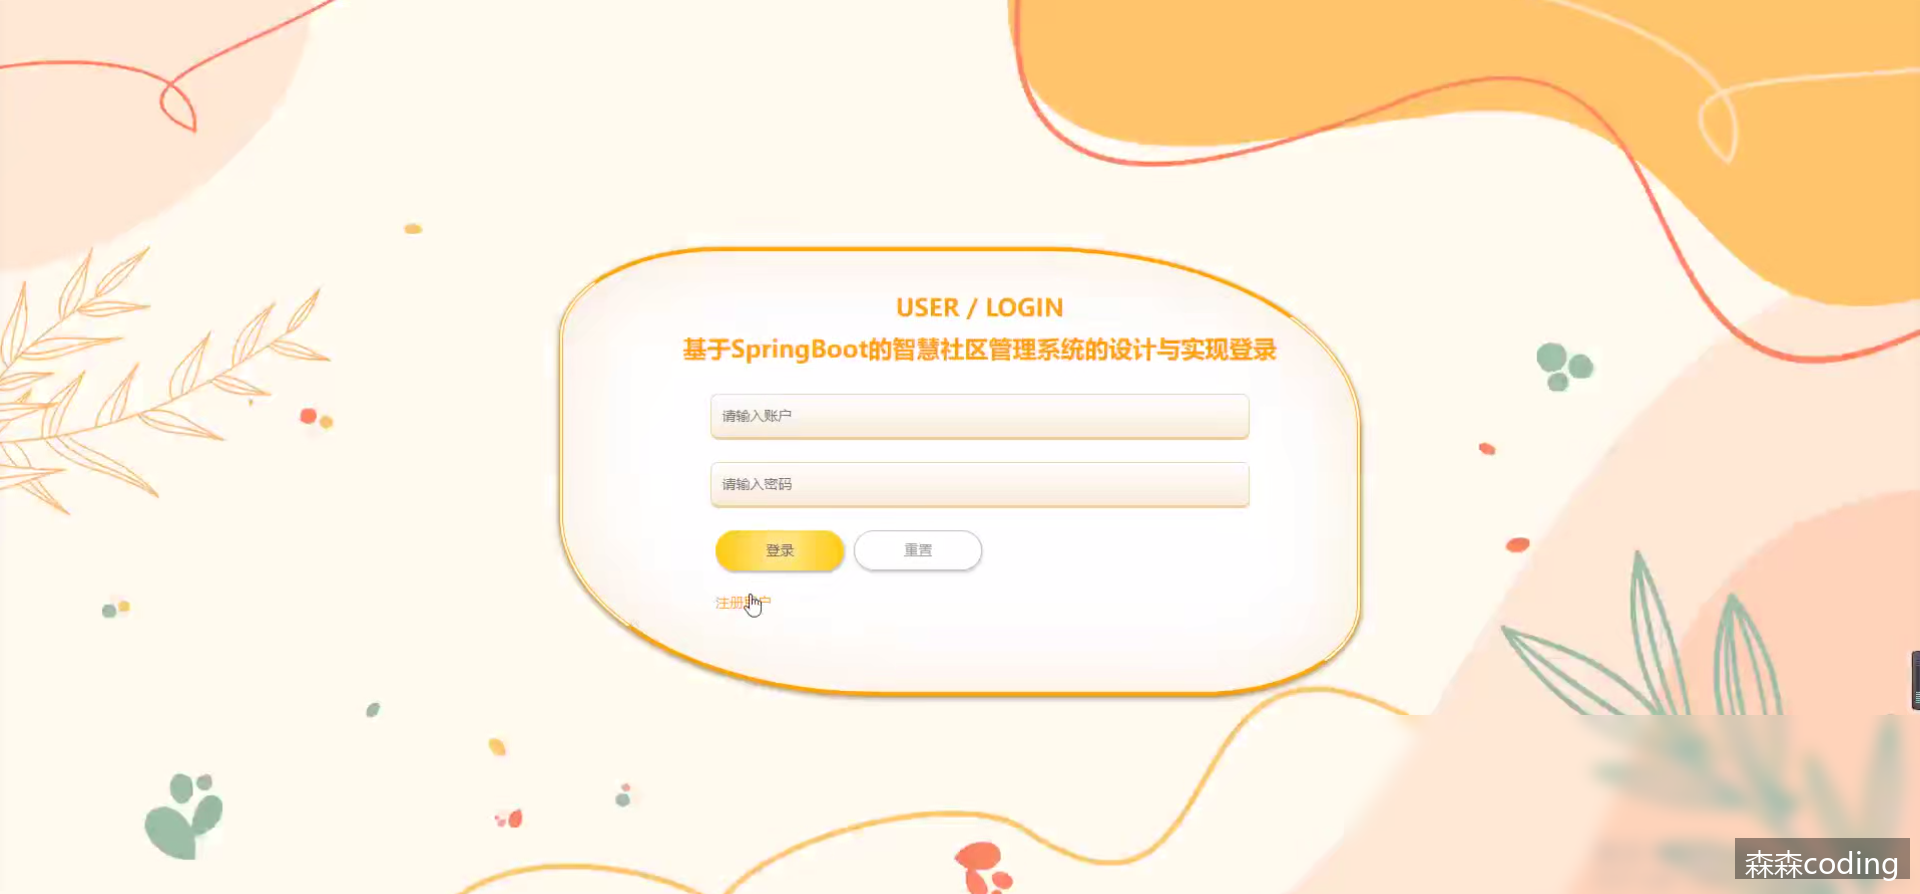 USER / LOGIN
基于SpringBoot的智慧社区管理系统的设计与实现登录
请输入账户
请输入密码
登录
重置
注册账户
森森coding